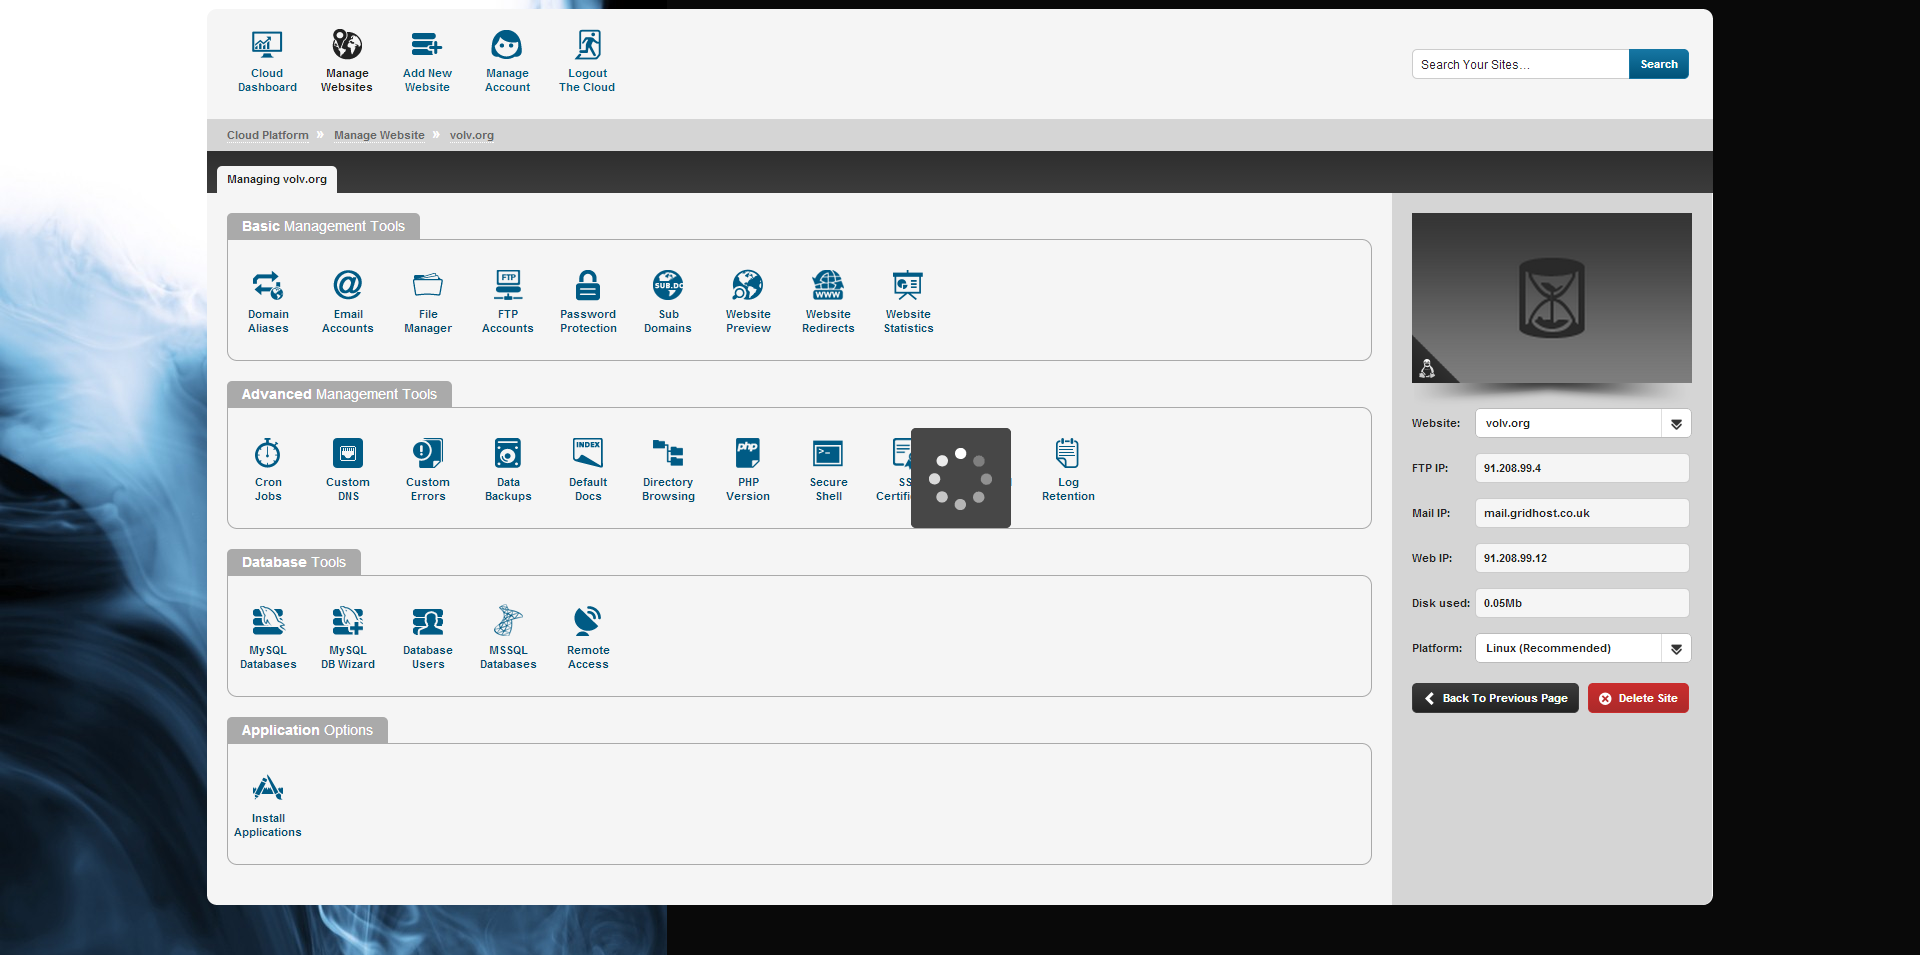 Cloud
Dashboard
Manage
Websites
Add New
Website
Manage
Account
Logout
The Cloud
Search Your Sites...
Search
Cloud Platform » Manage Website » volv.org
Managing volv.org
Basic Management Tools
Domain
Aliases
@
Email
Accounts
File
Manager
FTP
FTP
Accounts
Password
Protection
SUB.DO
Sub
Domains
Website
Preview
WWW
Website
Redirects
Website
Statistics
Advanced Management Tools
Cron
Jobs
Custom
DNS
Custom
Errors
Data
Backups
INDEX
Default
Docs
Directory
Browsing
php
PHP
Version
Secure
Shell
SS
Certifi
Log
Retention
Database Tools
MySQL
Databases
MySQL
DB Wizard
Database
Users
MSSQL
Databases
Remote
Access
Application Options
Install
Applications
Website: volv.org
FTP IP: 91.208.99.4
Mail IP: mail.gridhost.co.uk
Web IP: 91.208.99.12
Disk used: 0.05Mb
Platform: Linux (Recommended)
Back To Previous Page
Delete Site